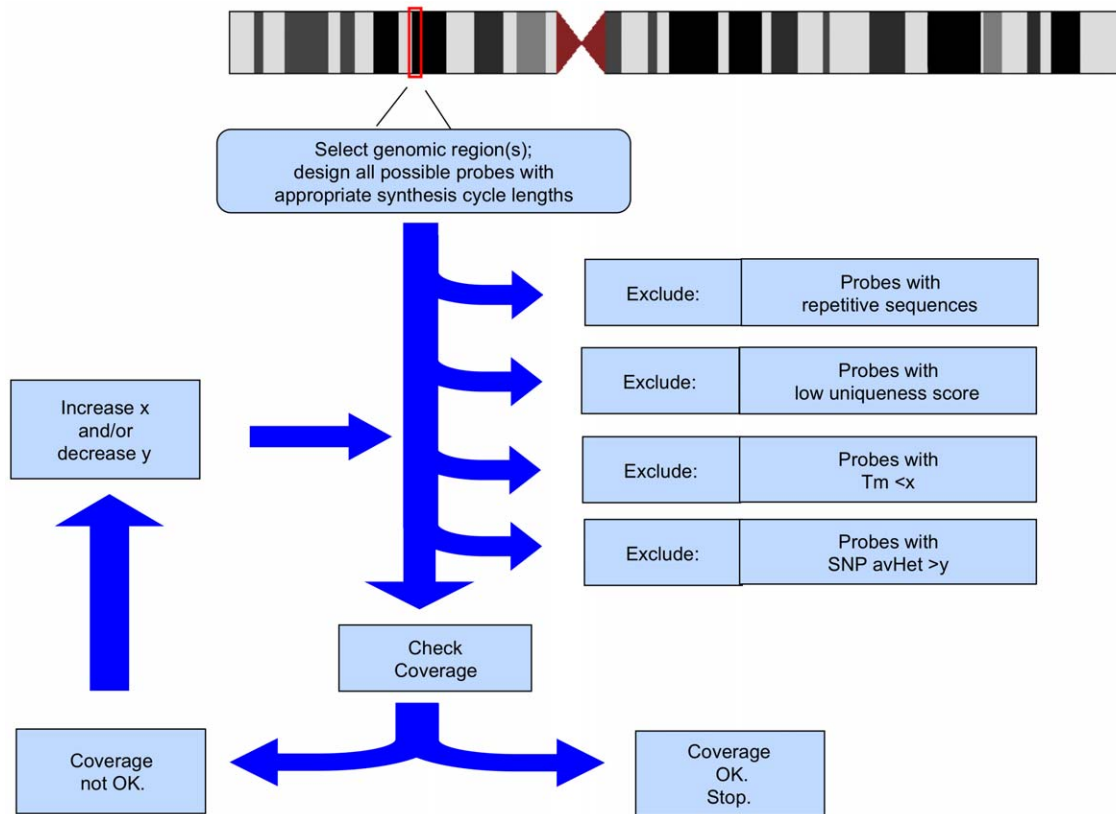 Select genomic region(s);
design all possible probes with
appropriate synthesis cycle lengths
Exclude:
Probes with
repetitive sequences
Exclude:
Probes with
low uniqueness score
Increase x
and/or
decrease y
Exclude:
Probes with
Tm <x
Exclude:
Probes with
SNP avHet >y
Check
Coverage
Coverage
not OK.
Coverage
OK.
Stop.